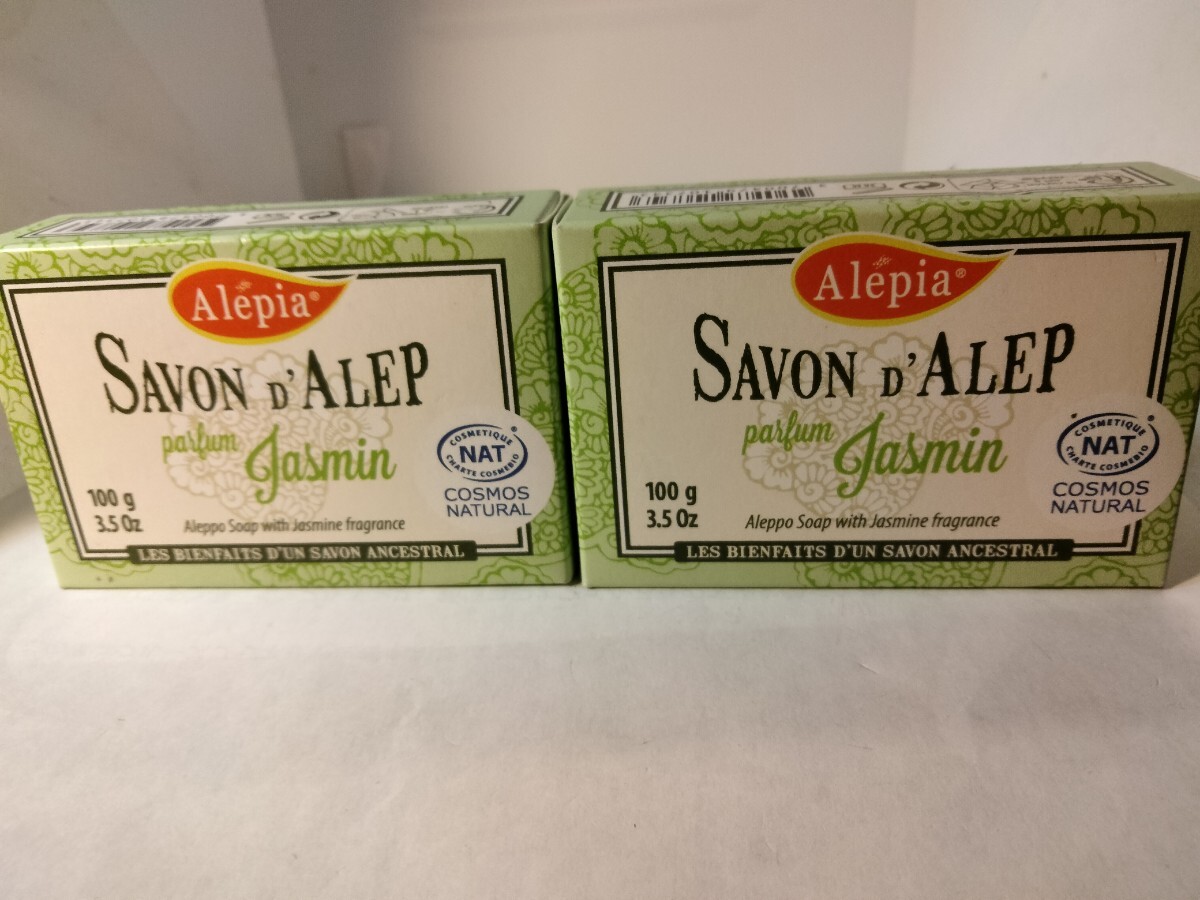 Alepia®
SAVON D'ALEP
parfum Jasmin
100 g
3.5 Oz
Aleppo Soap with Jasmine fragrance
LES BIENFAITS D'UN SAVON ANCESTRAL
COSMETIQUE
NAT
CHARTE COSMEBIO
COSMOS
NATURAL
Alepia®
SAVON D'ALEP
parfum Jasmin
100 g
3.5 Oz
Aleppo Soap with Jasmine fragrance
LES BIENFAITS D'UN SAVON ANCESTRAL
COSMETIQUE
NAT
CHARTE COSMEBIO
COSMOS
NATURAL